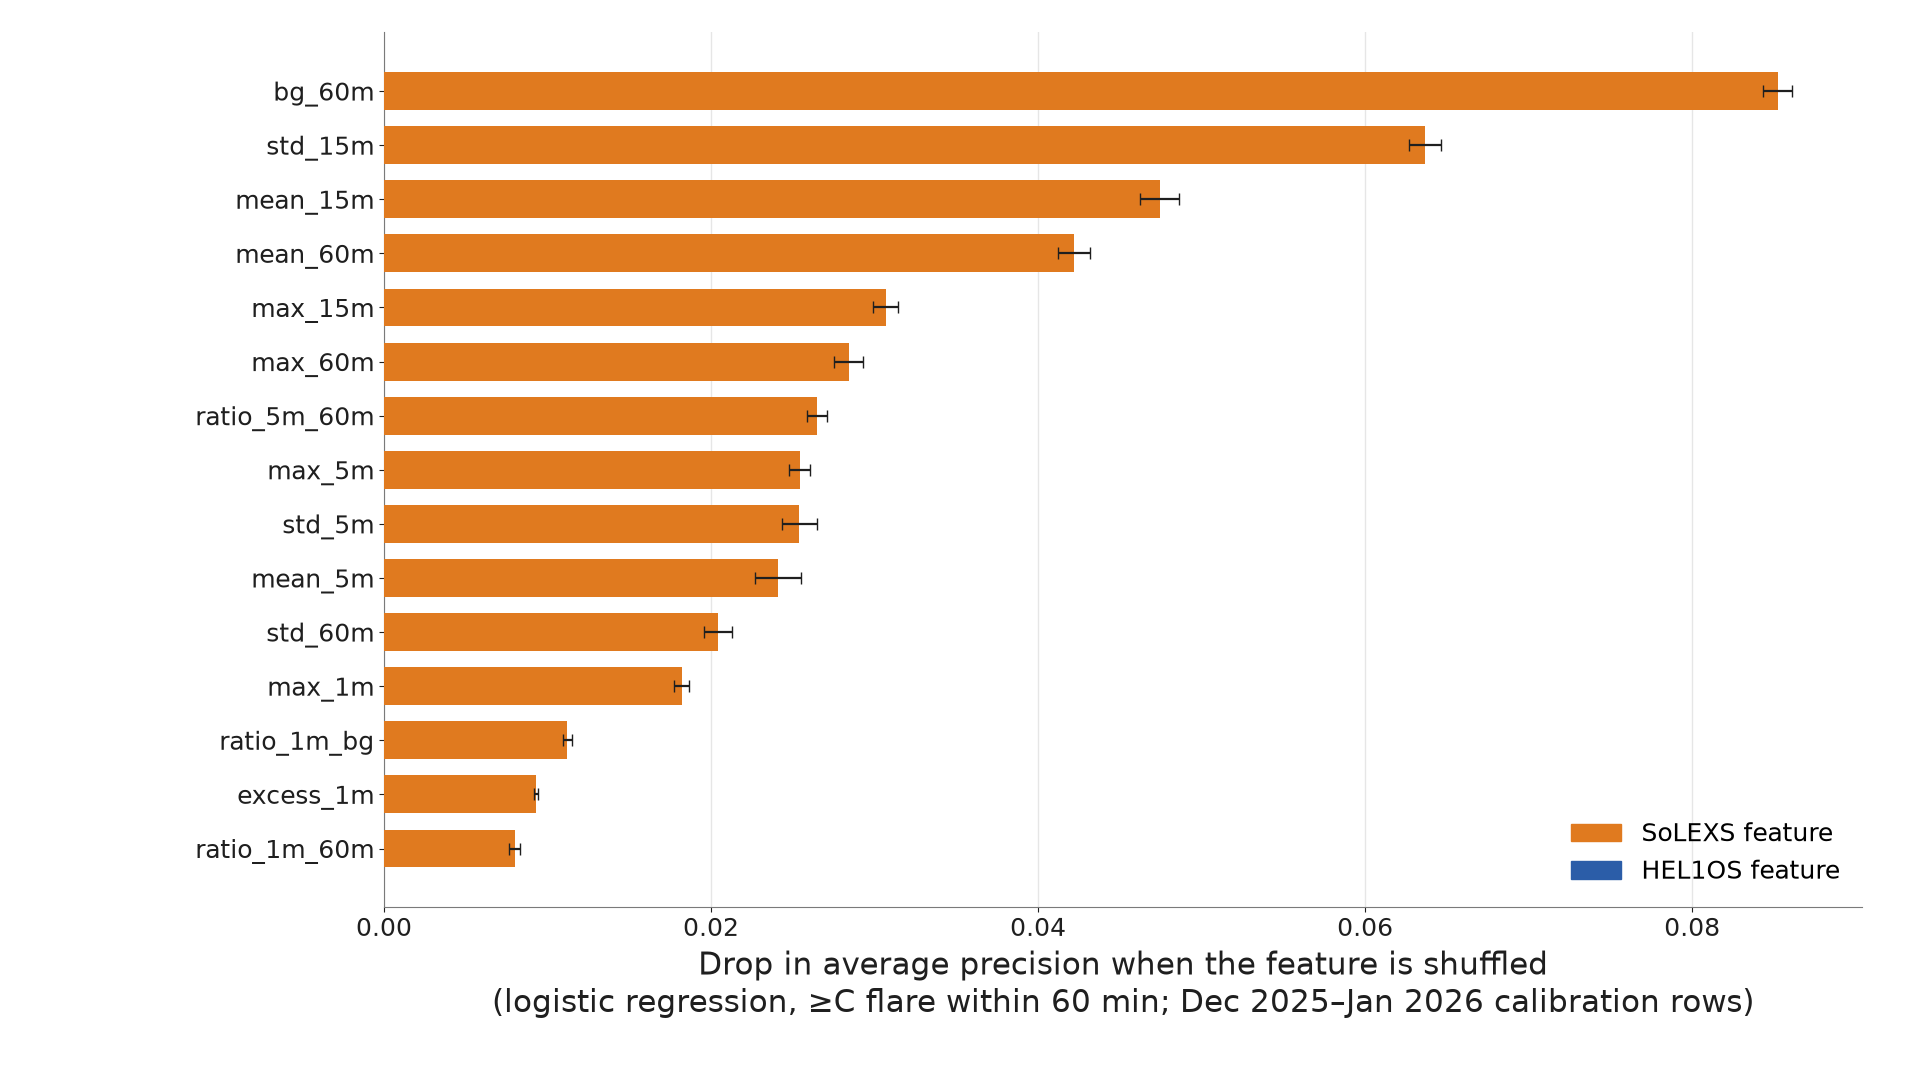 bg_60m
std_15m
mean_15m
mean_60m
max_15m
max_60m
ratio_5m_60m
max_5m
std_5m
mean_5m
std_60m
max_1m
ratio_1m_bg
excess_1m
ratio_1m_60m
SoLEXS feature
HEL1OS feature
0.00 0.02 0.04 0.06 0.08
Drop in average precision when the feature is shuffled
(logistic regression, ≥C flare within 60 min; Dec 2025–Jan 2026 calibration rows)